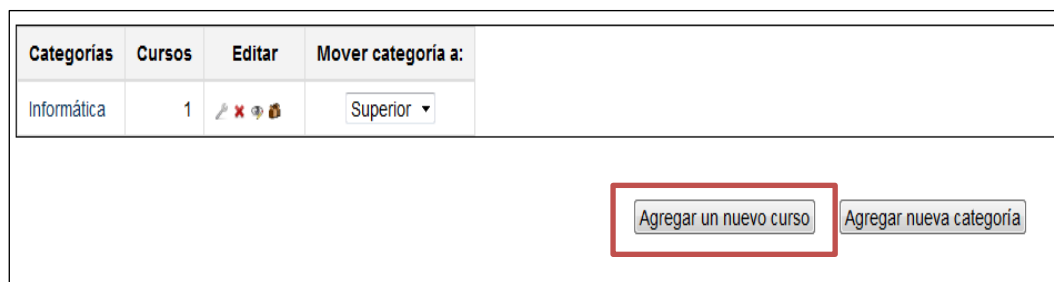 Categorías Cursos Editar Mover categoría a:
Informática 1 Superior
Agregar un nuevo curso Agregar nueva categoría